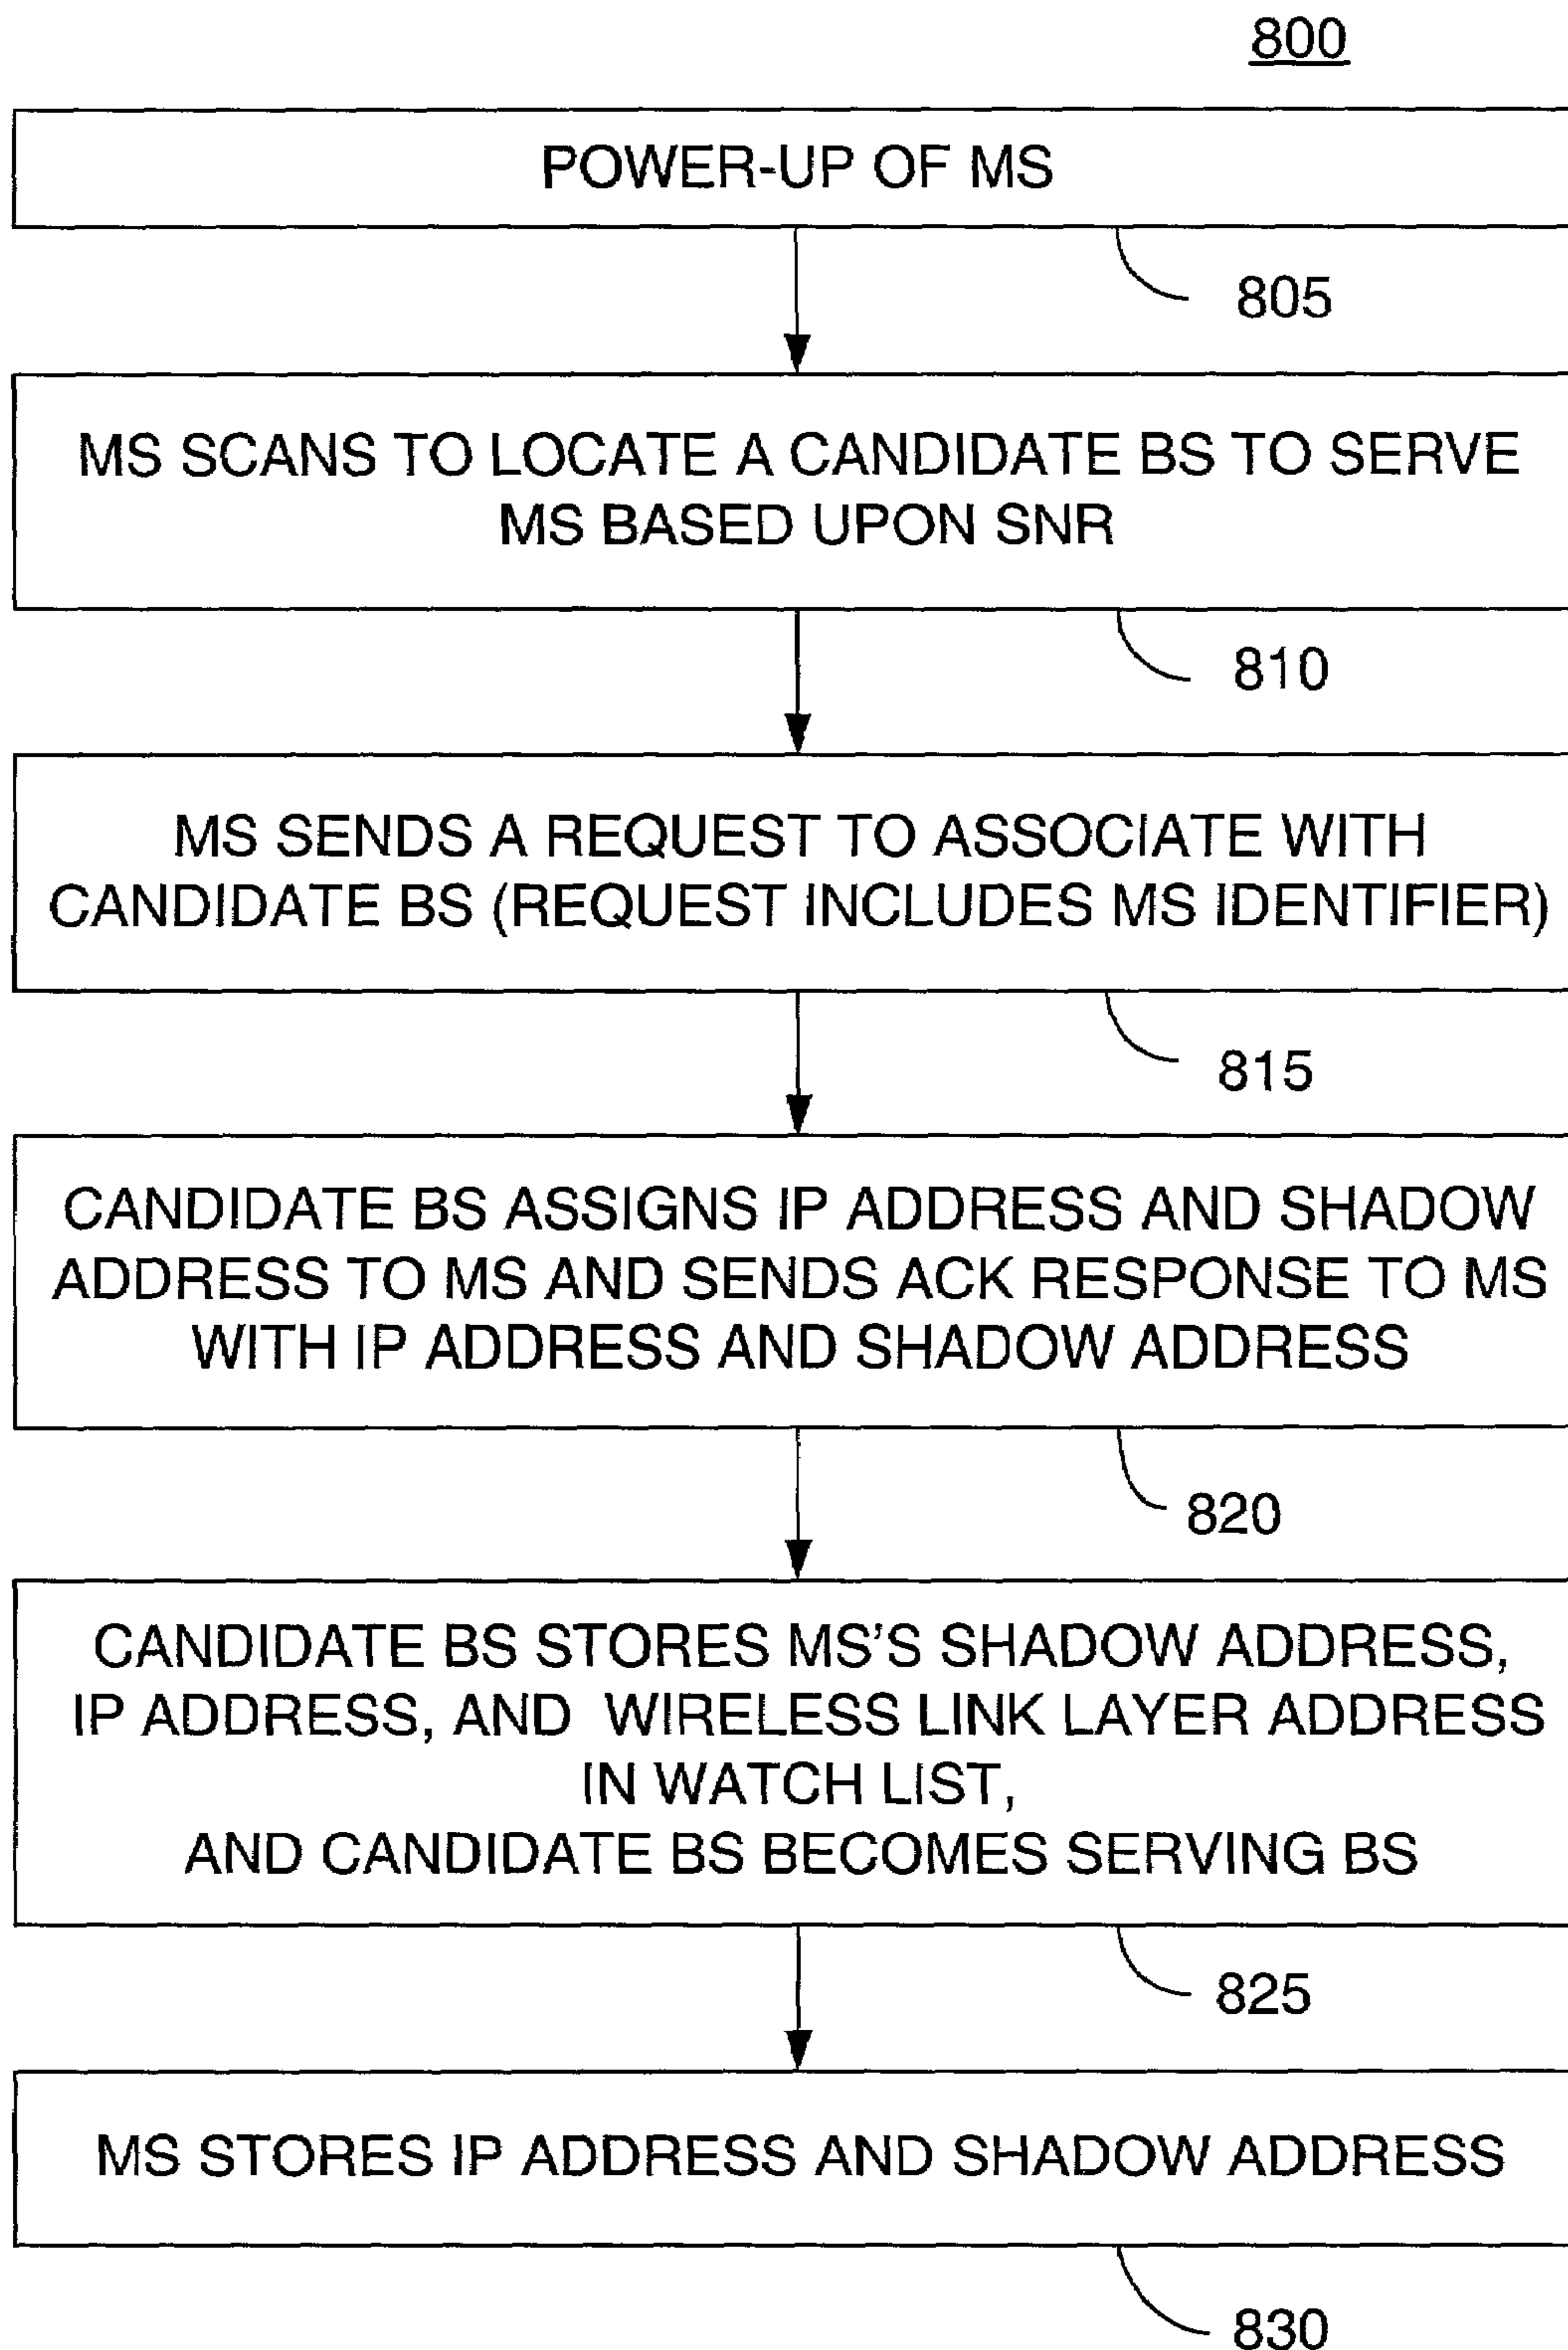 800
POWER-UP OF MS
805
MS SCANS TO LOCATE A CANDIDATE BS TO SERVE
MS BASED UPON SNR
810
MS SENDS A REQUEST TO ASSOCIATE WITH
CANDIDATE BS (REQUEST INCLUDES MS IDENTIFIER)
815
CANDIDATE BS ASSIGNS IP ADDRESS AND SHADOW
ADDRESS TO MS AND SENDS ACK RESPONSE TO MS
WITH IP ADDRESS AND SHADOW ADDRESS
820
CANDIDATE BS STORES MS'S SHADOW ADDRESS,
IP ADDRESS, AND WIRELESS LINK LAYER ADDRESS
IN WATCH LIST,
AND CANDIDATE BS BECOMES SERVING BS
825
MS STORES IP ADDRESS AND SHADOW ADDRESS
830